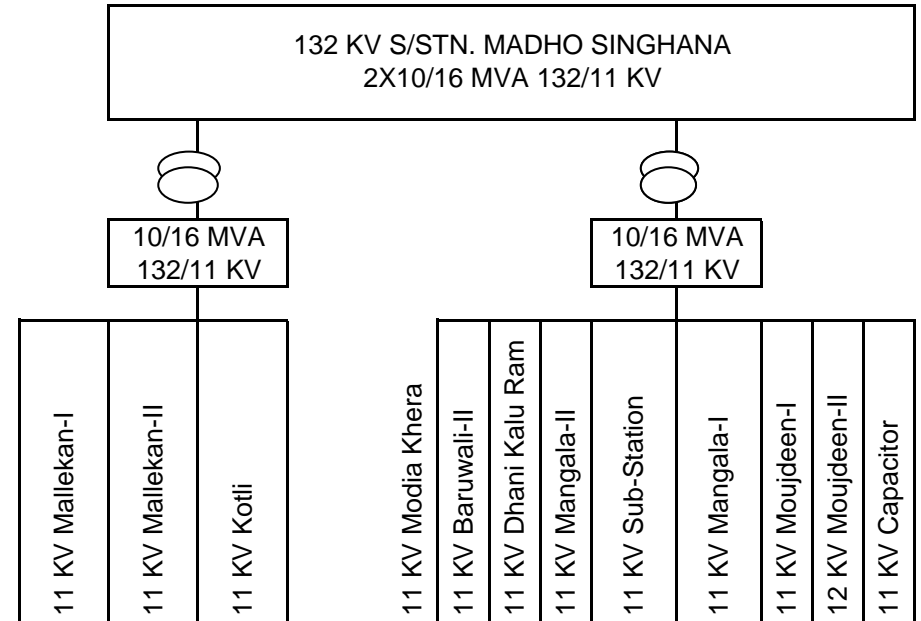 132 KV S/STN. MADHO SINGHANA
2X10/16 MVA 132/11 KV
10/16 MVA
132/11 KV
10/16 MVA
132/11 KV
11 KV Mallekan-I
11 KV Mallekan-II
11 KV Kotli
11 KV Modia Khera
11 KV Baruwali-II
11 KV Dhani Kalu Ram
11 KV Mangala-II
11 KV Sub-Station
11 KV Mangala-I
11 KV Moujdeen-I
12 KV Moujdeen-II
11 KV Capacitor